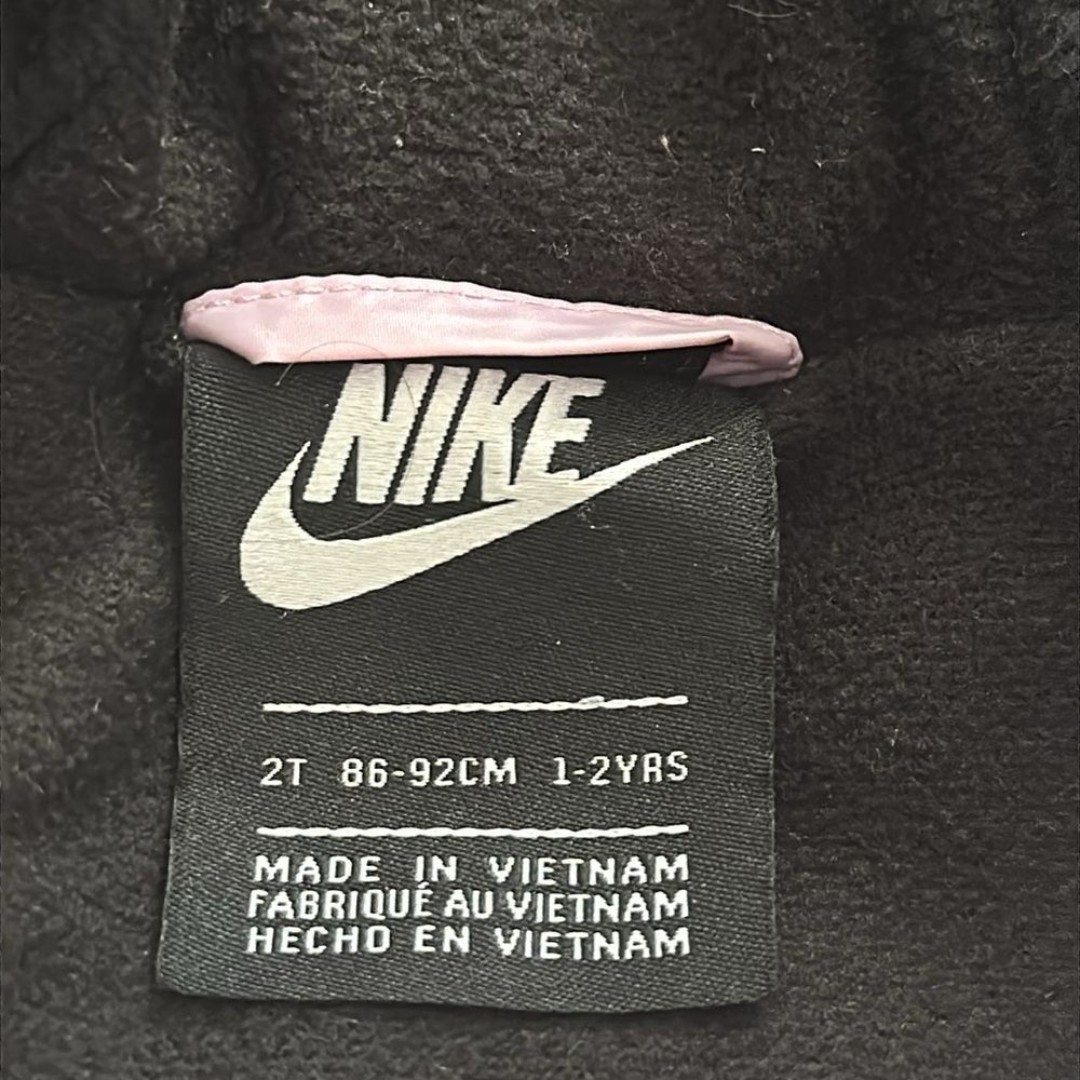 NIKE
2T 86-92CM 1-2YRS
MADE IN VIETNAM
FABRIQUÉ AU VIETNAM
HECHO EN VIETNAM